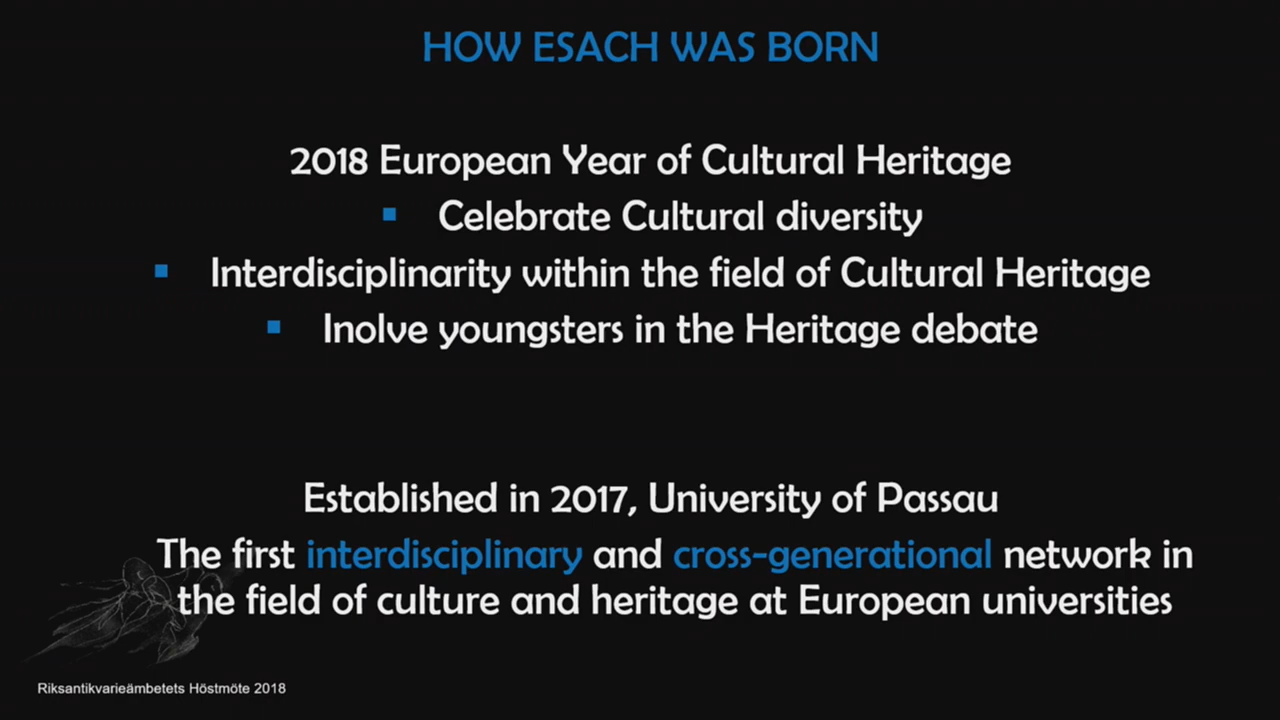 HOW ESACH WAS BORN
2018 European Year of Cultural Heritage
▪ Celebrate Cultural diversity
▪ Interdisciplinarity within the field of Cultural Heritage
▪ Inolve youngsters in the Heritage debate
Established in 2017, University of Passau
The first interdisciplinary and cross-generational network in
the field of culture and heritage at European universities
Riksantikvarieämbetets Höstmöte 2018